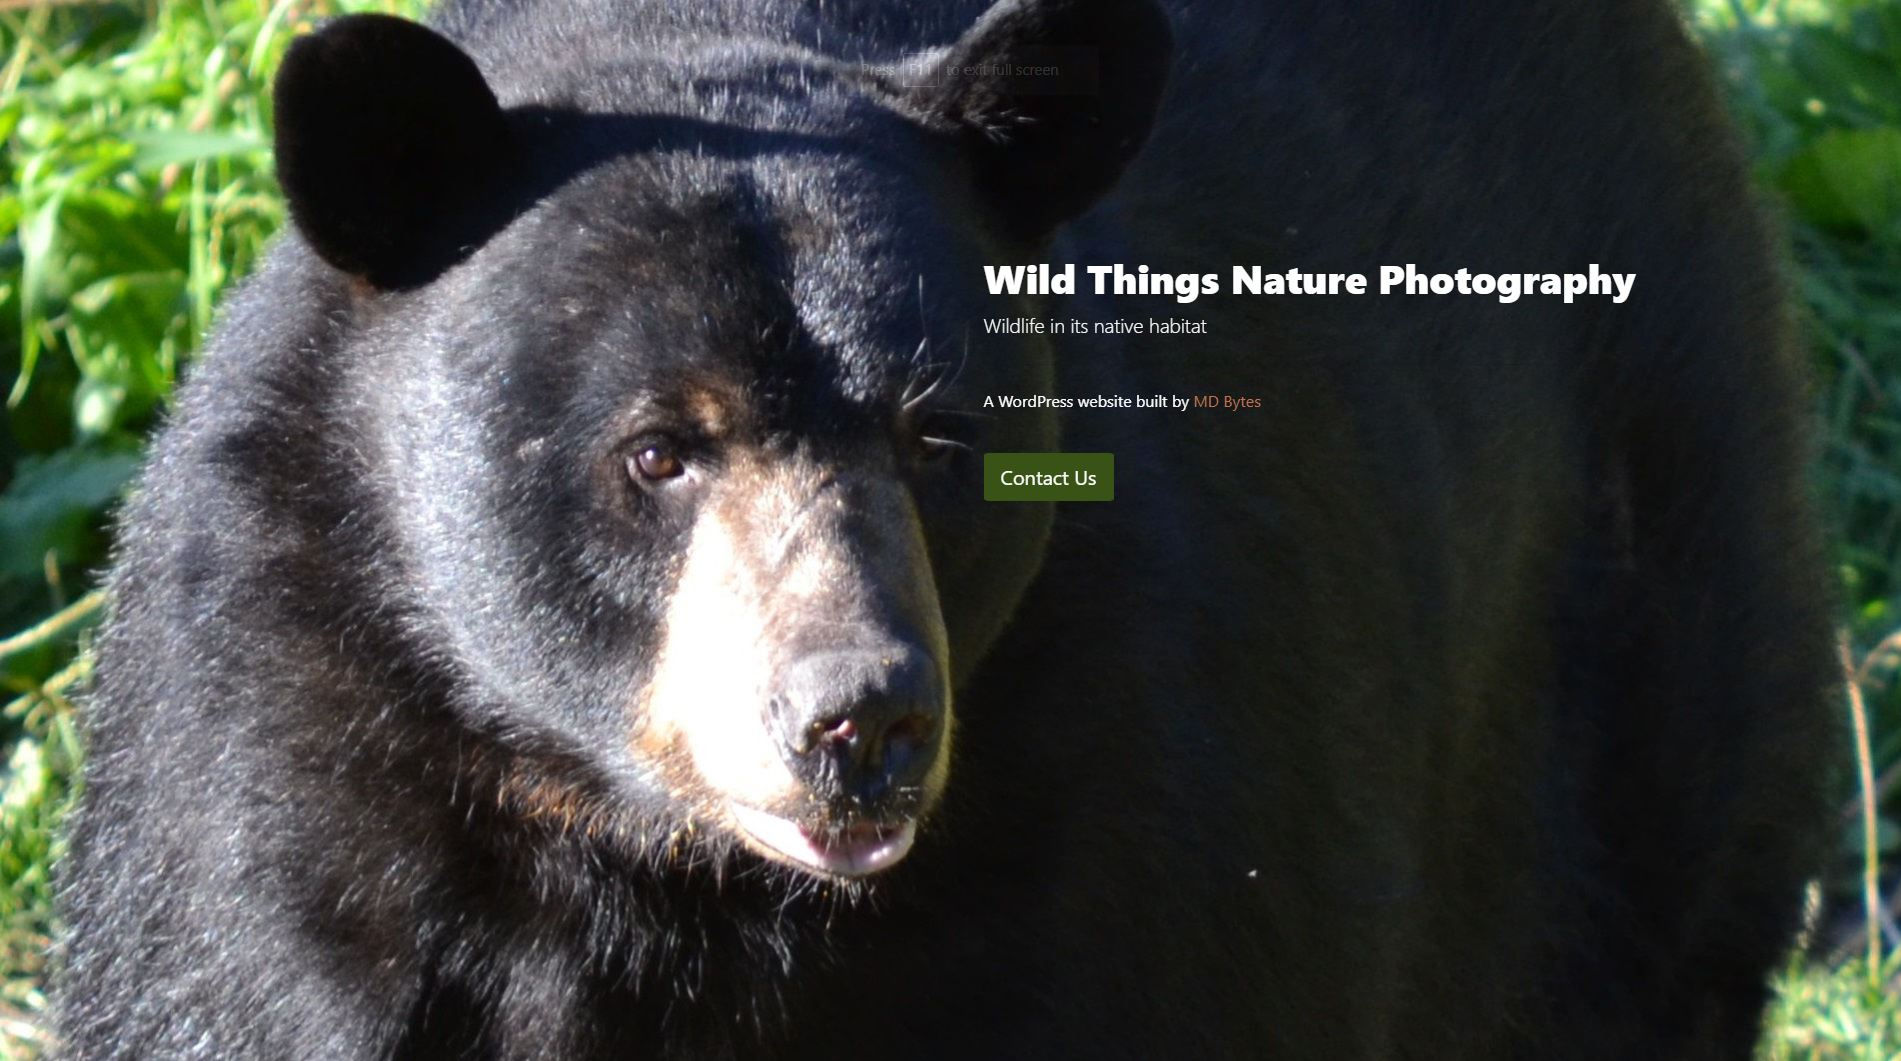 Press F11 to exit full screen
Wild Things Nature Photography
Wildlife in its native habitat
A WordPress website built by MD Bytes
Contact Us